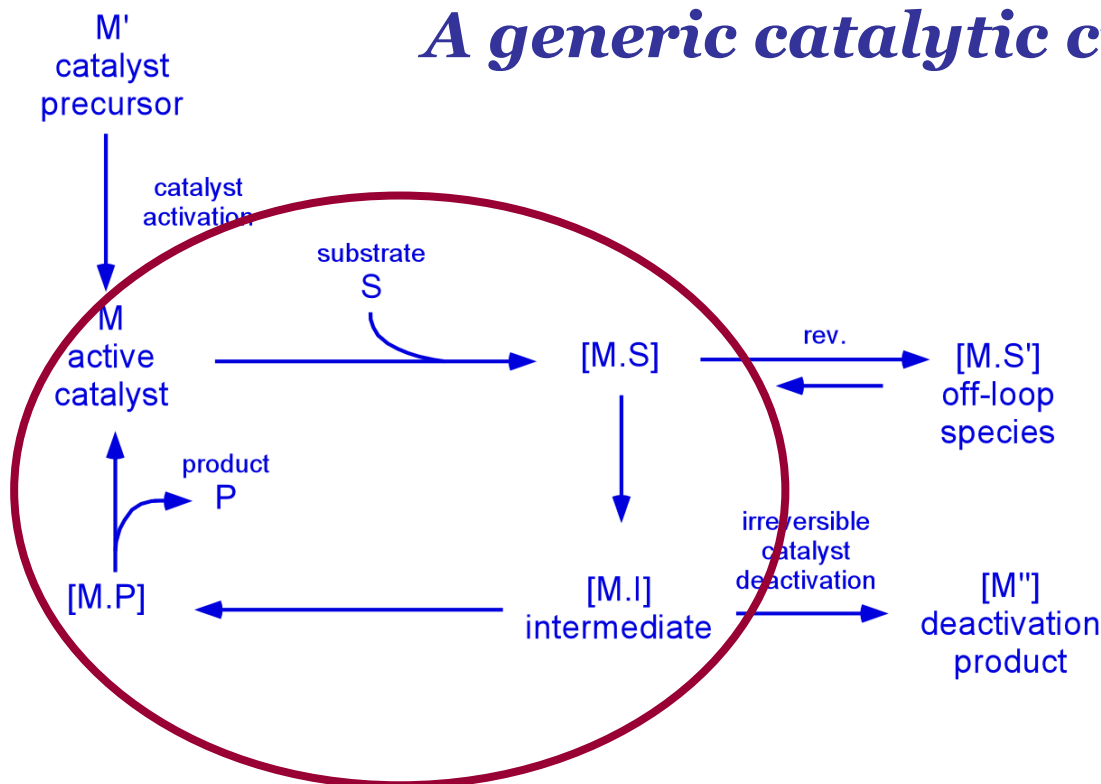 A generic catalytic c
M'
catalyst
precursor
catalyst
activation
substrate
S
M
active
catalyst
[M.S]
rev.
[M.S']
off-loop
species
product
P
irreversible
catalyst
deactivation
[M.P]
[M.I]
intermediate
[M"]
deactivation
product